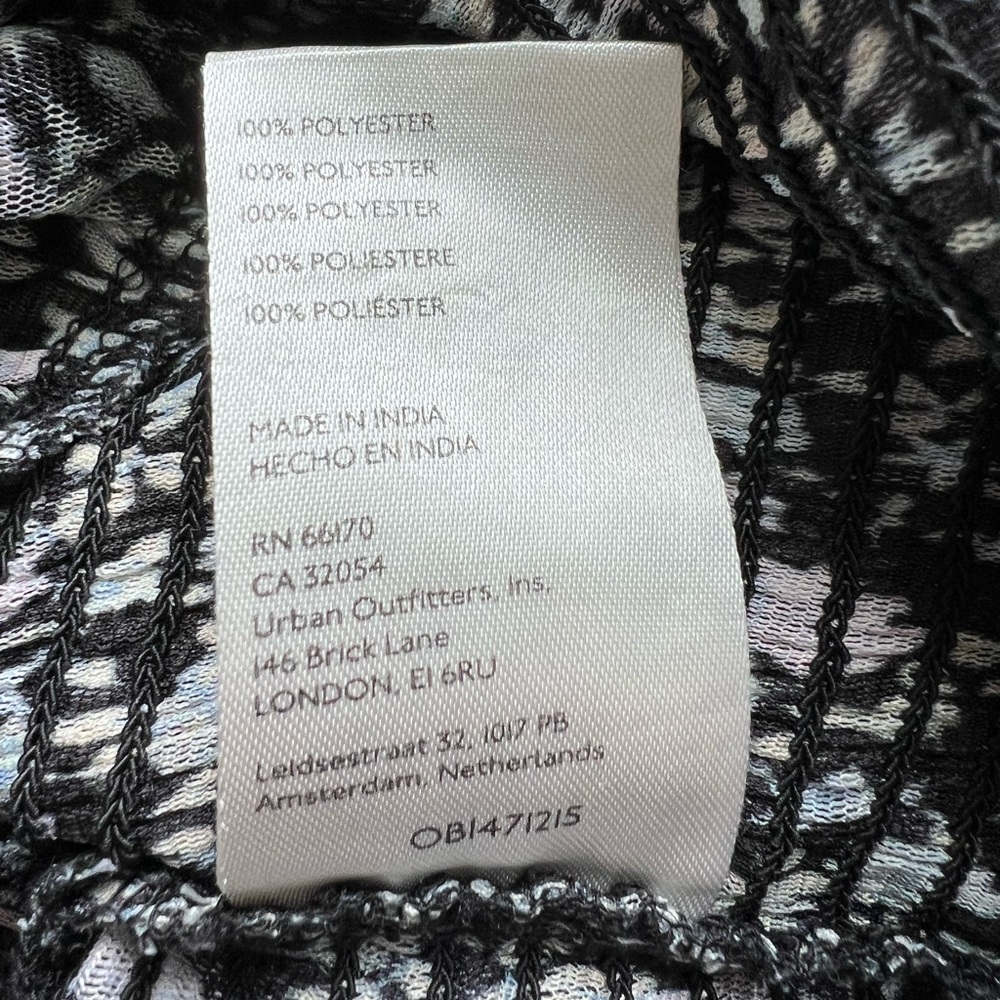 100% POLYESTER
100% POLYESTER
100% POLYESTER
100% POLIESTERE
100% POLIÉSTER
MADE IN INDIA
HECHO EN INDIA
RN 66170
CA 32054
Urban Outfitters, Ins,
146 Brick Lane
LONDON, E1 6RU
Leidsestraat 32, 1017 PB
Amsterdam, Netherlands
OB1471215